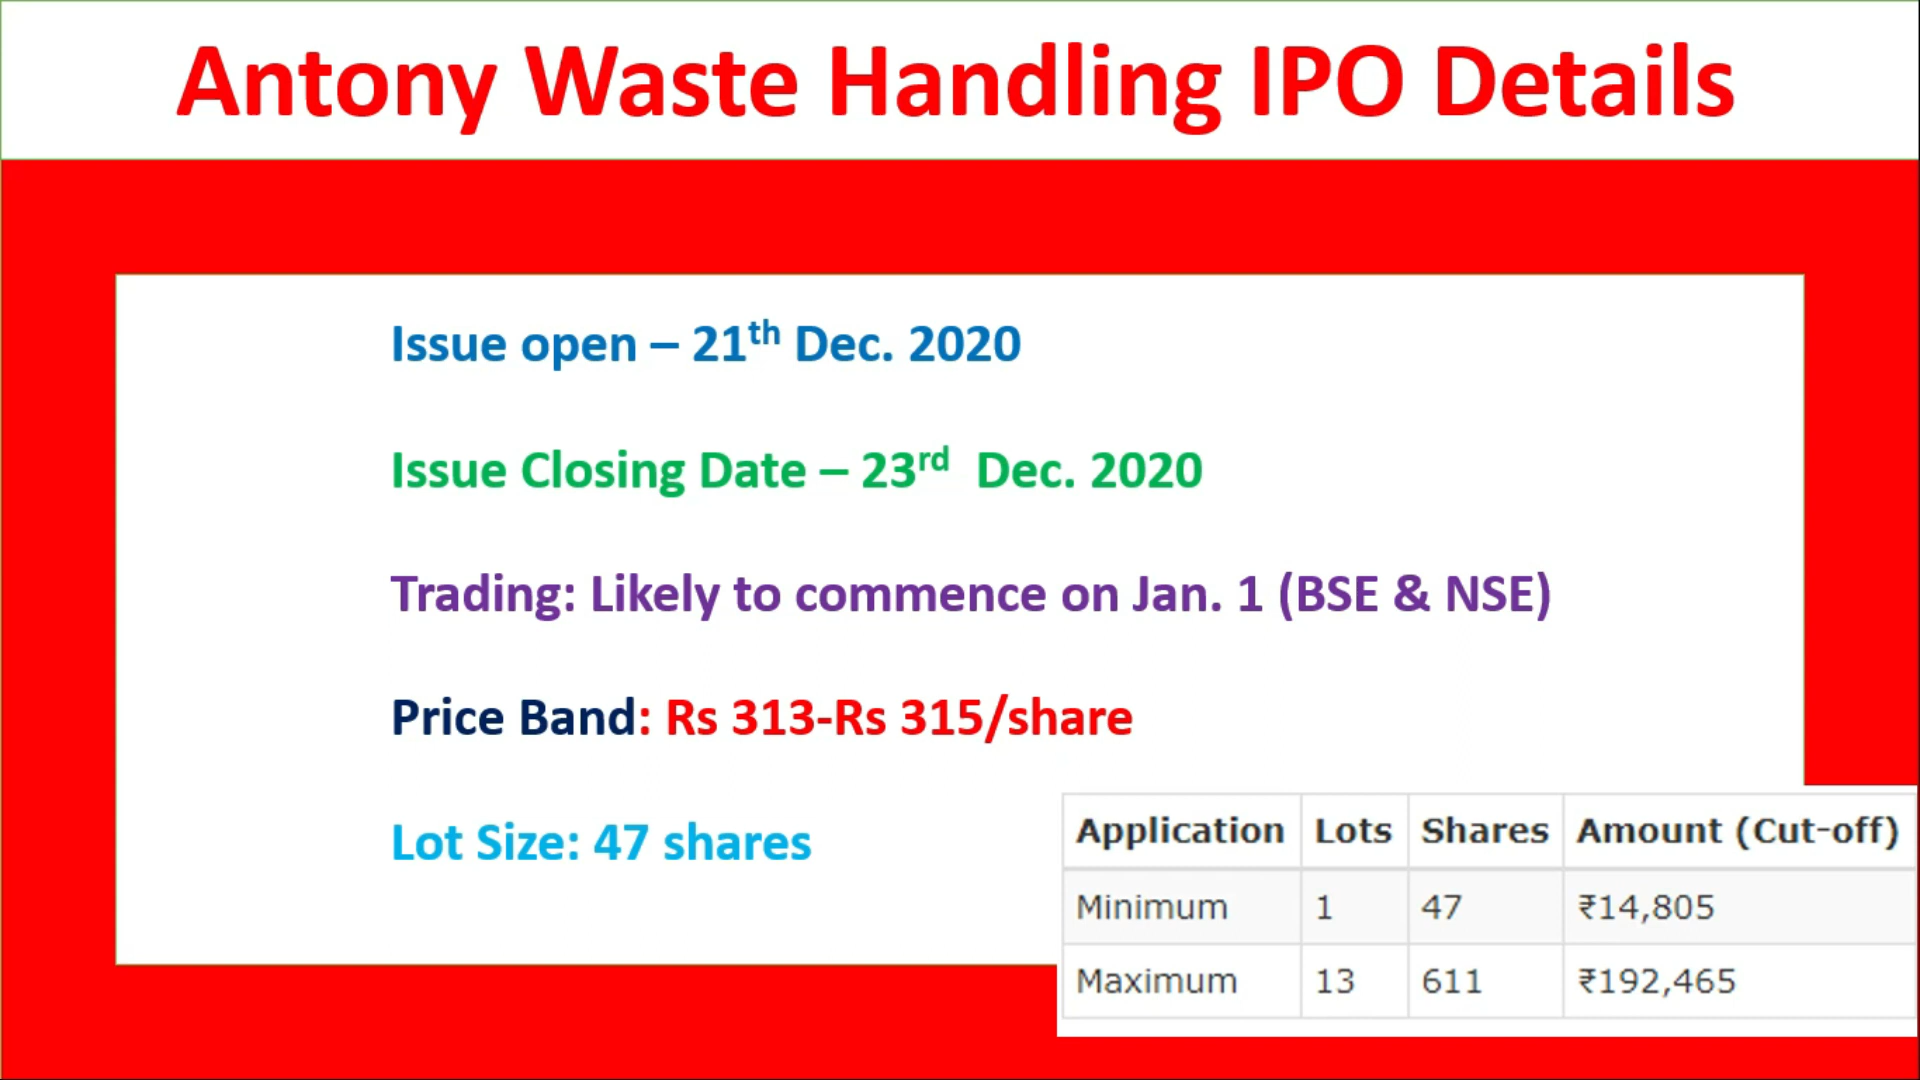 Antony Waste Handling IPO Details
Issue open – 21th Dec. 2020
Issue Closing Date – 23rd Dec. 2020
Trading: Likely to commence on Jan. 1 (BSE & NSE)
Price Band: Rs 313-Rs 315/share
Lot Size: 47 shares
Application Lots Shares Amount (Cut-off)
Minimum 1 47 ₹14,805
Maximum 13 611 ₹192,465